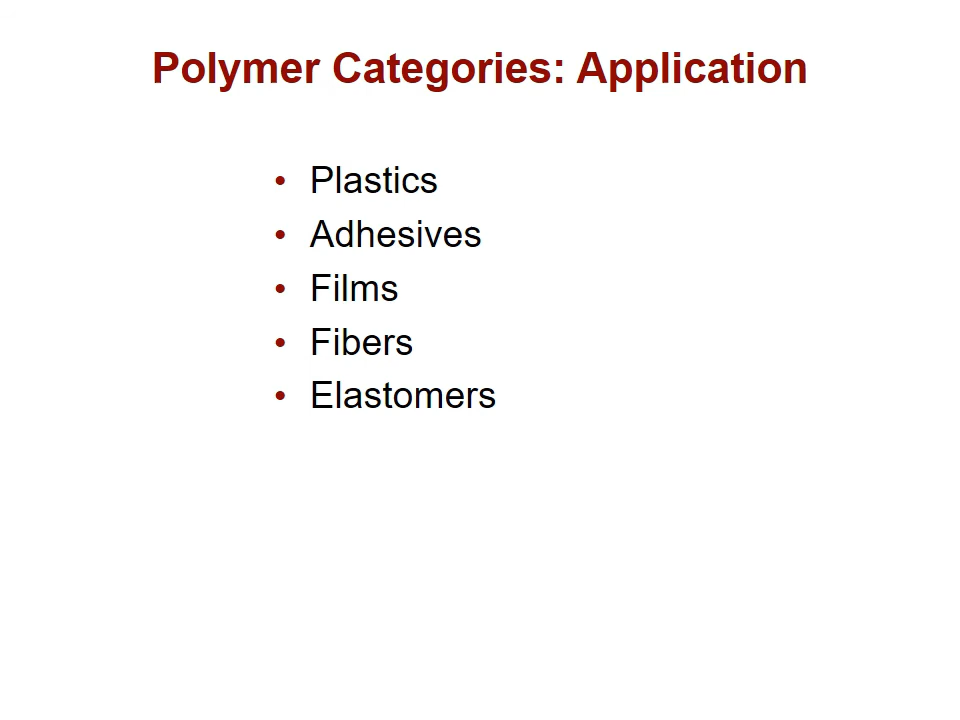 Polymer Categories: Application
• Plastics
• Adhesives
• Films
• Fibers
• Elastomers